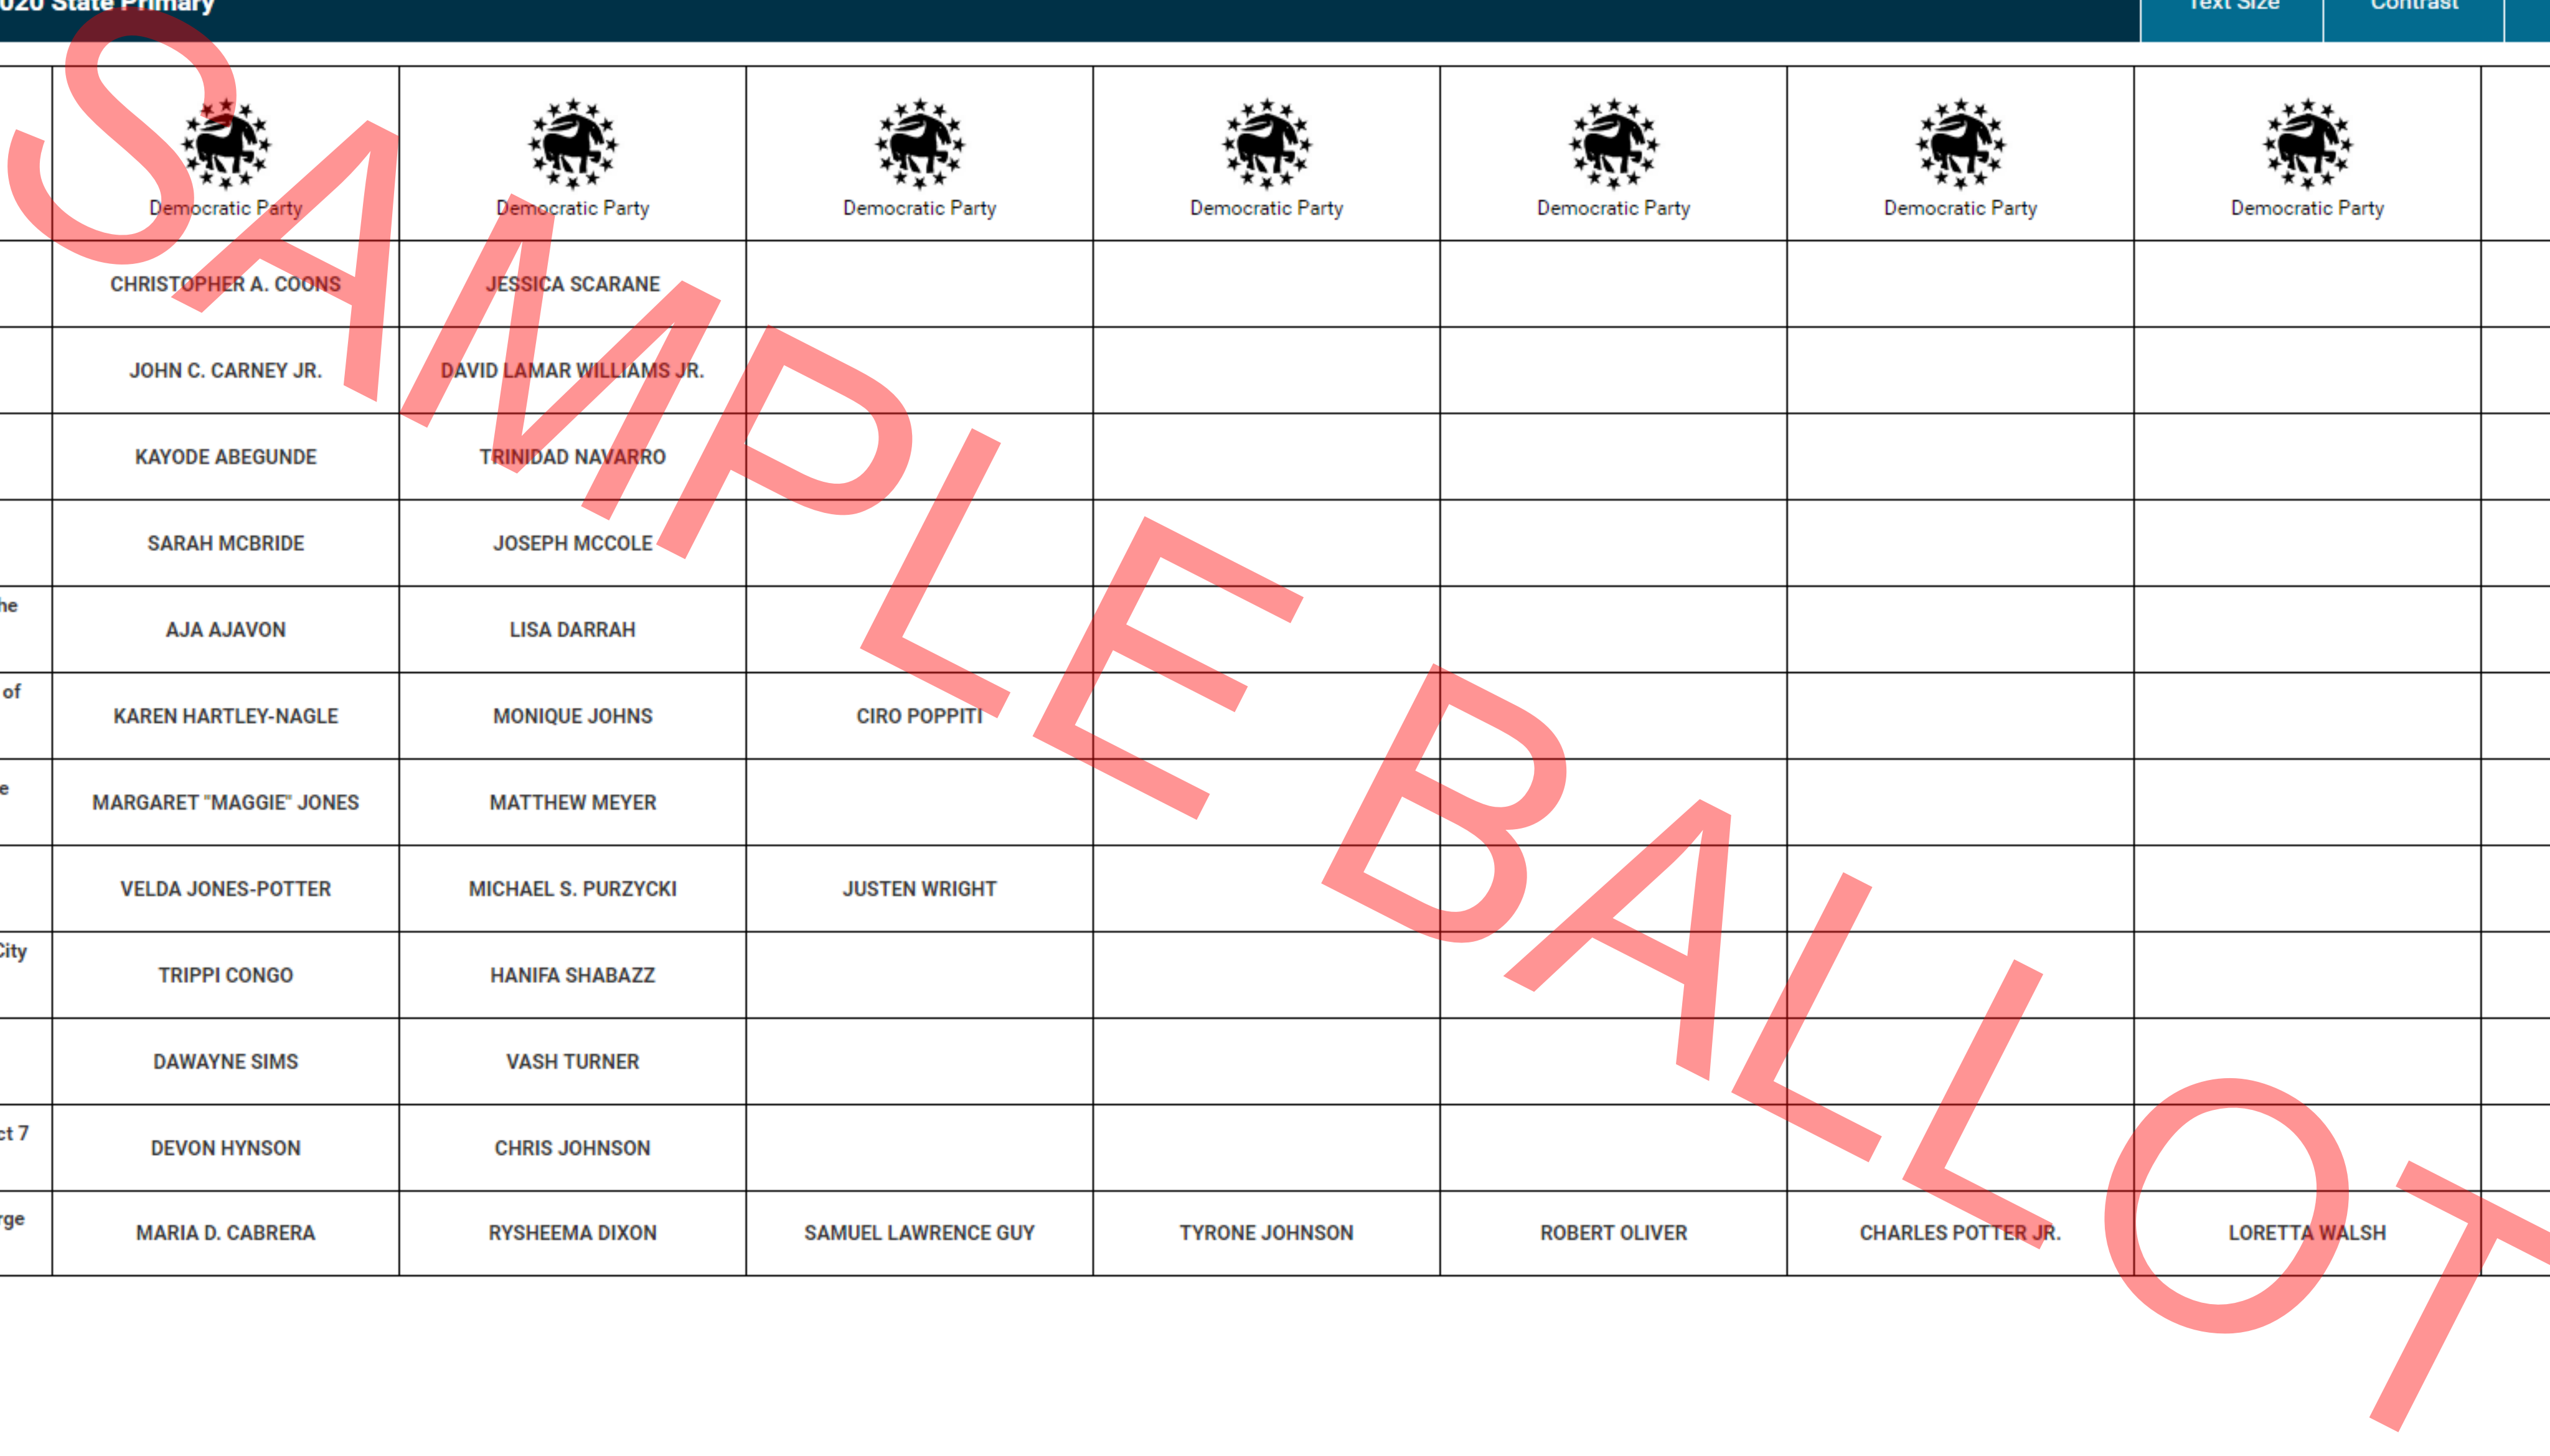 020 State Primary
Text Size Contrast
Democratic Party Democratic Party Democratic Party Democratic Party Democratic Party Democratic Party Democratic Party
CHRISTOPHER A. COONS JESSICA SCARANE
JOHN C. CARNEY JR. DAVID LAMAR WILLIAMS JR.
KAYODE ABEGUNDE TRINIDAD NAVARRO
SARAH MCBRIDE JOSEPH MCCOLE
he
AJA AJAVON LISA DARRAH
of
KAREN HARTLEY-NAGLE MONIQUE JOHNS CIRO POPPITI
e
MARGARET "MAGGIE" JONES MATTHEW MEYER
VELDA JONES-POTTER MICHAEL S. PURZYCKI JUSTEN WRIGHT
City
TRIPPI CONGO HANIFA SHABAZZ
DAWAYNE SIMS VASH TURNER
ct 7
DEVON HYNSON CHRIS JOHNSON
rge
MARIA D. CABRERA RYSHEEMA DIXON SAMUEL LAWRENCE GUY TYRONE JOHNSON ROBERT OLIVER CHARLES POTTER JR. LORETTA WALSH
SAMPLE BALLOT